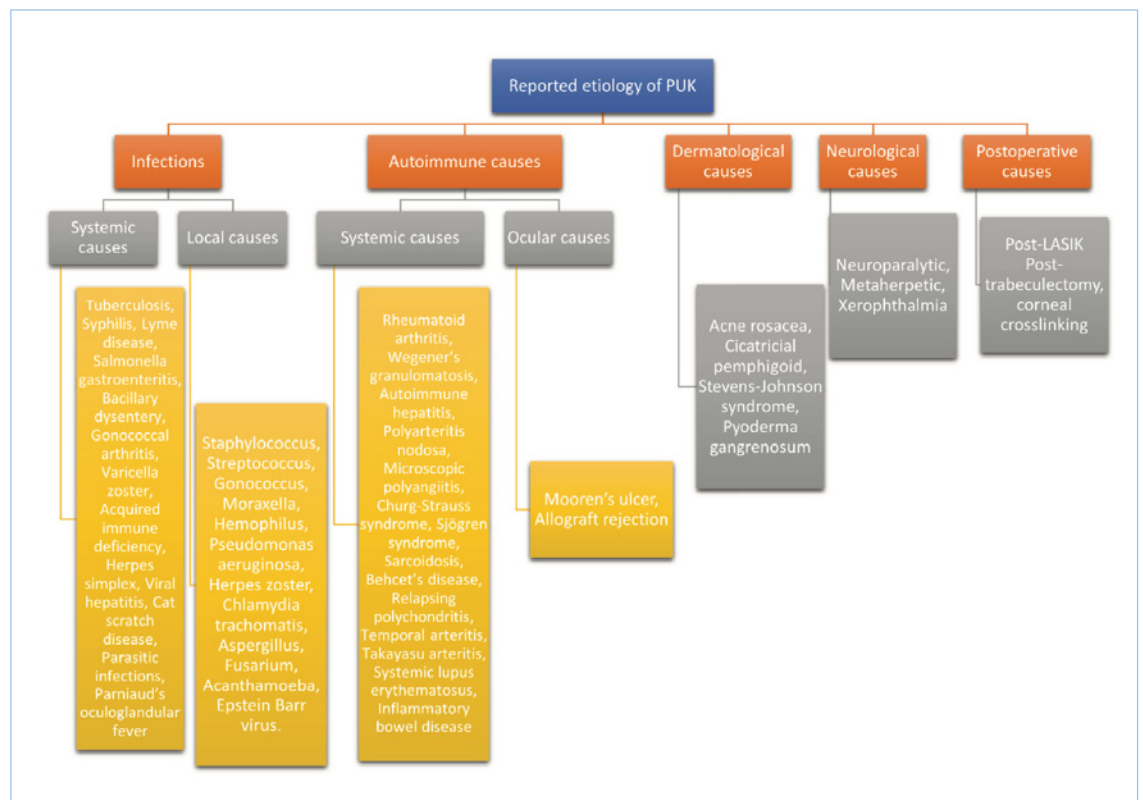 Reported etiology of PUK
Infections
Autoimmune causes
Dermatological
causes
Neurological
causes
Postoperative
causes
Systemic
causes
Local causes
Systemic causes
Ocular causes
Tuberculosis,
Syphilis, Lyme
disease,
Salmonella
gastroenteritis,
Bacillary
dysentery,
Gonococcal
arthritis,
Varicella
zoster,
Acquired
immune
deficiency,
Herpes
simplex, Viral
hepatitis, Cat
scratch
disease,
Parasitic
infections,
Parniaud's
oculoglandular
fever
Staphylococcus,
Streptococcus,
Gonococcus,
Moraxella,
Hemophilus,
Pseudomonas
aeruginosa,
Herpes zoster,
Chlamydia
trachomatis,
Aspergillus,
Fusarium,
Acanthamoeba,
Epstein Barr
virus.
Rheumatoid
arthritis,
Wegener's
granulomatosis,
Autoimmune
hepatitis,
Polyarteritis
nodosa,
Microscopic
polyangiitis,
Churg-Strauss
syndrome, Sjögren
syndrome,
Sarcoidosis,
Behcet's disease,
Relapsing
polychondritis,
Temporal arteritis,
Takayasu arteritis,
Systemic lupus
erythematosus,
Inflammatory
bowel disease
Mooren's ulcer,
Allograft rejection
Acne rosacea,
Cicatricial
pemphigoid,
Stevens-Johnson
syndrome,
Pyoderma
gangrenosum
Neuroparalytic,
Metaherpetic,
Xerophthalmia
Post-LASIK
Post-
trabeculectomy,
corneal
crosslinking